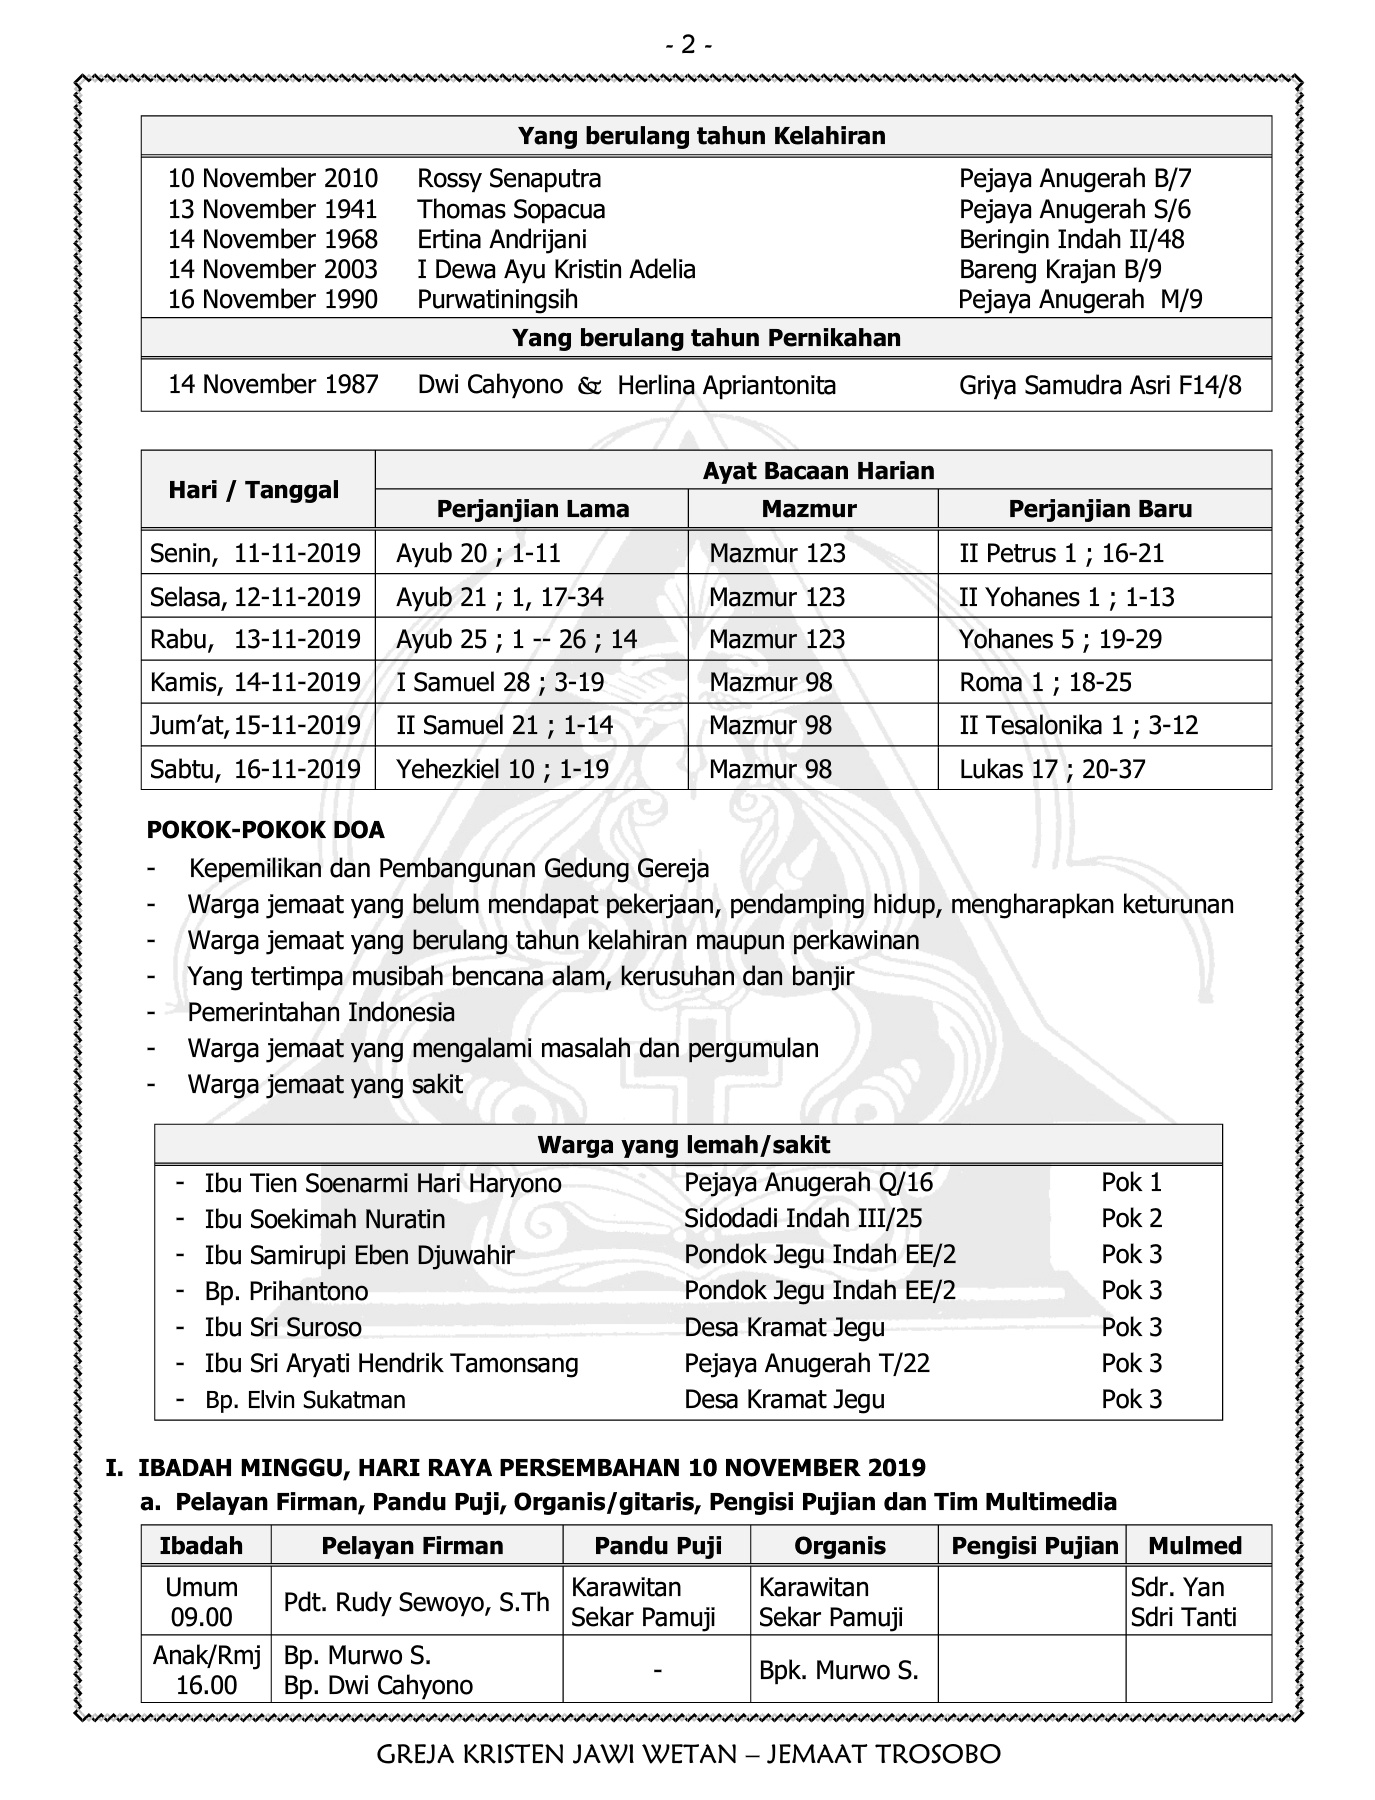 - 2 -
Yang berulang tahun Kelahiran
10 November 2010 Rossy Senaputra Pejaya Anugerah B/7
13 November 1941 Thomas Sopacua Pejaya Anugerah S/6
14 November 1968 Ertina Andrijani Beringin Indah II/48
14 November 2003 I Dewa Ayu Kristin Adelia Bareng Krajan B/9
16 November 1990 Purwatiningsih Pejaya Anugerah M/9
Yang berulang tahun Pernikahan
14 November 1987 Dwi Cahyono & Herlina Apriantonita Griya Samudra Asri F14/8
Hari / Tanggal Ayat Bacaan Harian
Perjanjian Lama Mazmur Perjanjian Baru
Senin, 11-11-2019 Ayub 20 ; 1-11 Mazmur 123 II Petrus 1 ; 16-21
Selasa, 12-11-2019 Ayub 21 ; 1, 17-34 Mazmur 123 II Yohanes 1 ; 1-13
Rabu, 13-11-2019 Ayub 25 ; 1 -- 26 ; 14 Mazmur 123 Yohanes 5 ; 19-29
Kamis, 14-11-2019 I Samuel 28 ; 3-19 Mazmur 98 Roma 1 ; 18-25
Jum’at, 15-11-2019 II Samuel 21 ; 1-14 Mazmur 98 II Tesalonika 1 ; 3-12
Sabtu, 16-11-2019 Yehezkiel 10 ; 1-19 Mazmur 98 Lukas 17 ; 20-37
POKOK-POKOK DOA
- Kepemilikan dan Pembangunan Gedung Gereja
- Warga jemaat yang belum mendapat pekerjaan, pendamping hidup, mengharapkan keturunan
- Warga jemaat yang berulang tahun kelahiran maupun perkawinan
- Yang tertimpa musibah bencana alam, kerusuhan dan banjir
- Pemerintahan Indonesia
- Warga jemaat yang mengalami masalah dan pergumulan
- Warga jemaat yang sakit
Warga yang lemah/sakit
- Ibu Tien Soenarmi Hari Haryono Pejaya Anugerah Q/16 Pok 1
- Ibu Soekimah Nuratin Sidodadi Indah III/25 Pok 2
- Ibu Samirupi Eben Djuwahir Pondok Jegu Indah EE/2 Pok 3
- Bp. Prihantono Pondok Jegu Indah EE/2 Pok 3
- Ibu Sri Suroso Desa Kramat Jegu Pok 3
- Ibu Sri Aryati Hendrik Tamonsang Pejaya Anugerah T/22 Pok 3
- Bp. Elvin Sukatman Desa Kramat Jegu Pok 3
I. IBADAH MINGGU, HARI RAYA PERSEMBAHAN 10 NOVEMBER 2019
a. Pelayan Firman, Pandu Puji, Organis/gitaris, Pengisi Pujian dan Tim Multimedia
Ibadah Pelayan Firman Pandu Puji Organis Pengisi Pujian Mulmed
Umum Karawitan Karawitan Sdr. Yan
Pdt. Rudy Sewoyo, S.Th
09.00 Sekar Pamuji Sekar Pamuji Sdri Tanti
Anak/Rmj Bp. Murwo S.
- Bpk. Murwo S.
16.00 Bp. Dwi Cahyono
GREJA KRISTEN JAWI WETAN – JEMAAT TROSOBO